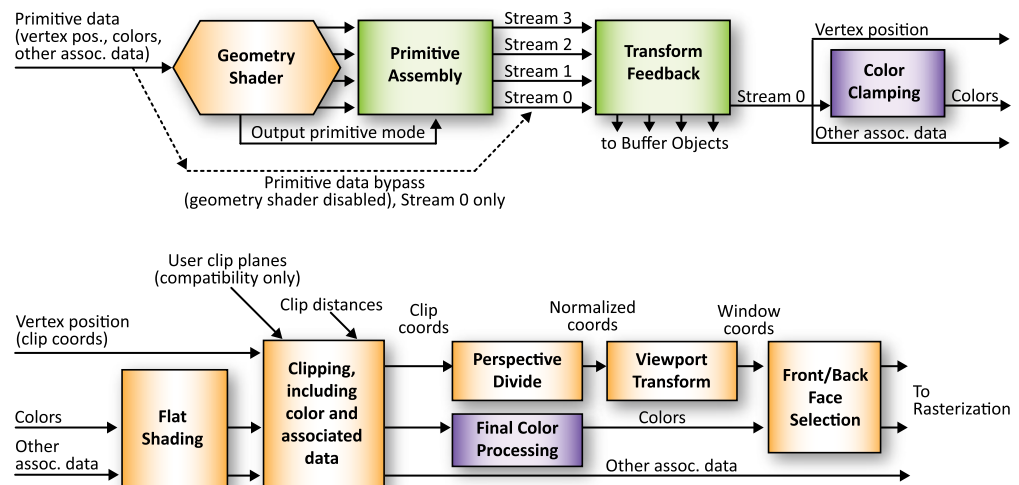 Primitive data
(vertex pos., colors,
other assoc. data)
Geometry
Shader
Primitive
Assembly
Stream 3
Stream 2
Stream 1
Stream 0
Transform
Feedback
to Buffer Objects
Stream 0
Vertex position
Color
Clamping
Colors
Other assoc. data
Output primitive mode
Primitive data bypass
(geometry shader disabled), Stream 0 only
User clip planes
(compatibility only)
Clip distances
Vertex position
(clip coords)
Colors
Other
assoc. data
Flat
Shading
Clipping,
including
color and
associated
data
Clip
coords
Perspective
Divide
Normalized
coords
Viewport
Transform
Window
coords
Final Color
Processing
Colors
Other assoc. data
Front/Back
Face
Selection
To
Rasterization